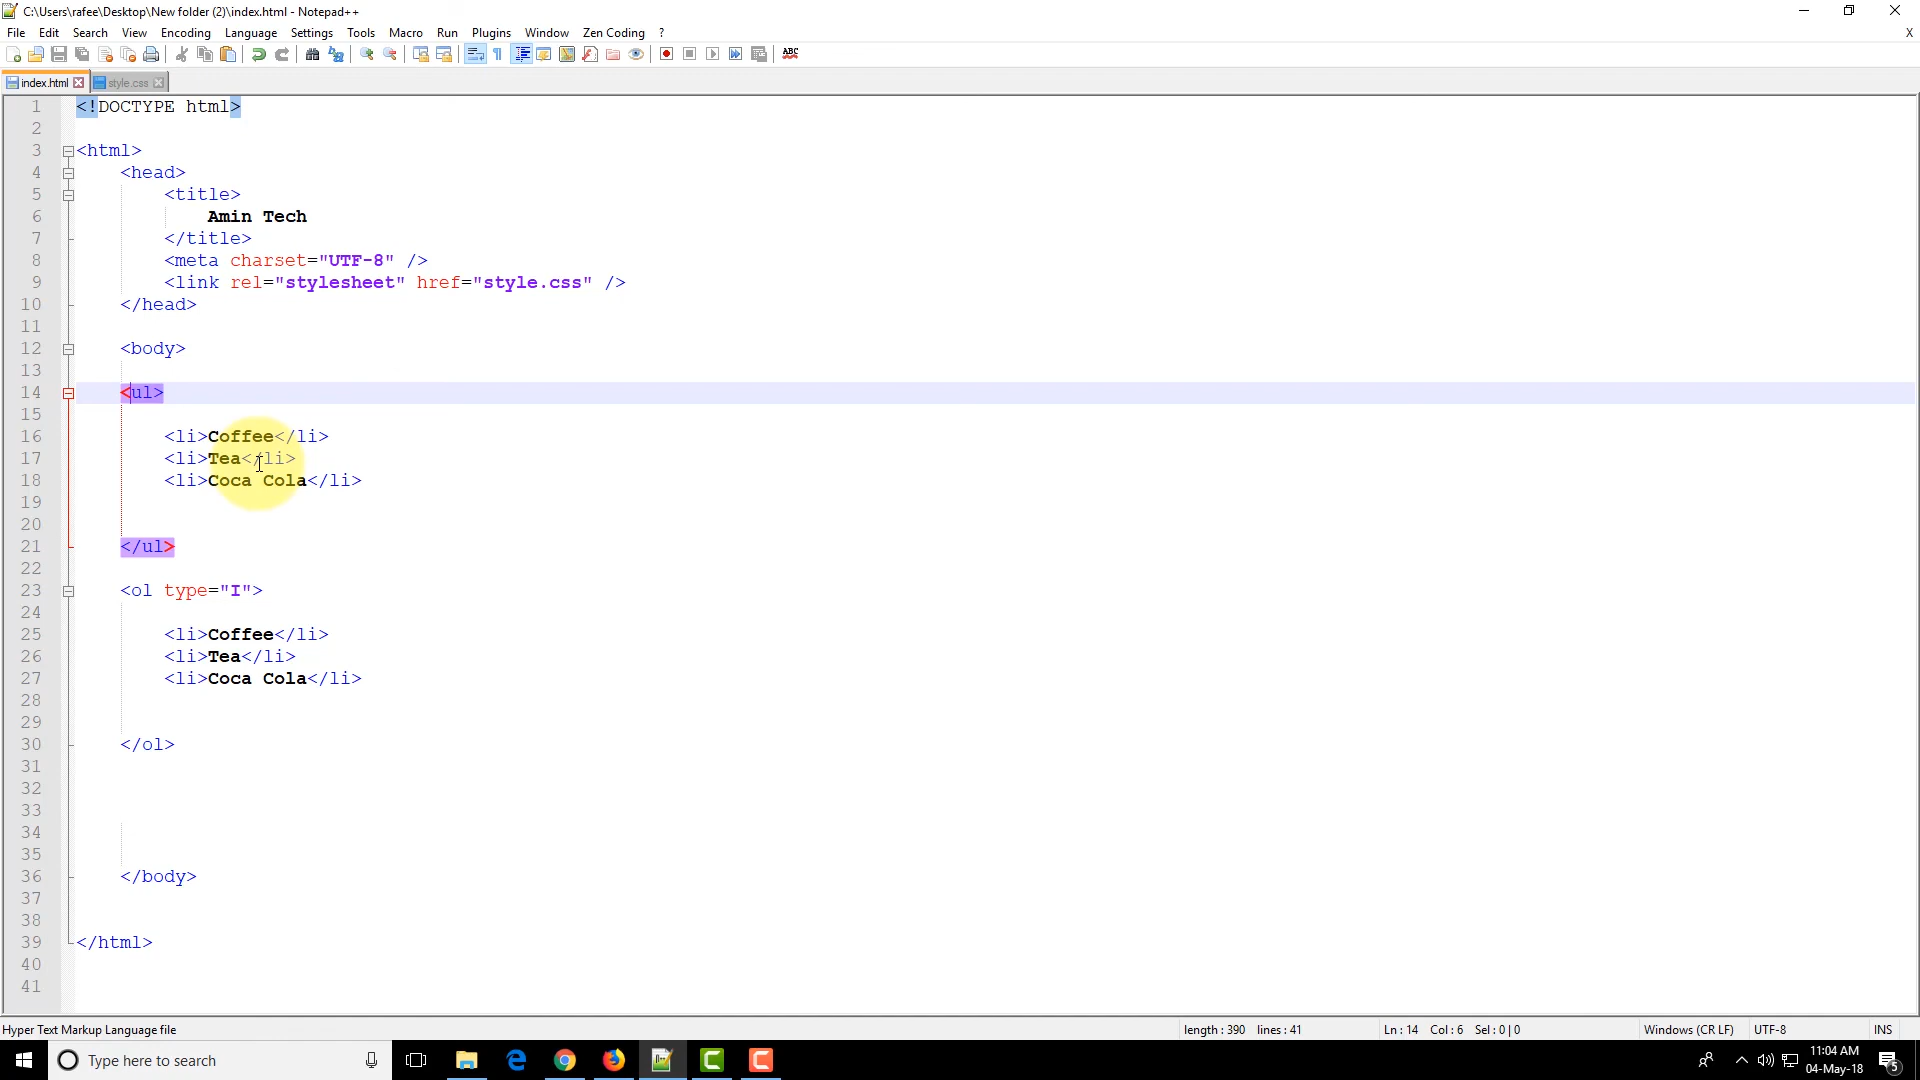 C:\Users\rafee\Desktop\New folder (2)\index.html - Notepad++
File Edit Search View Encoding Language Settings Tools Macro Run Plugins Window Zen Coding ? X
ABC
index.html style.css
1 <!DOCTYPE html>
2
3 <html>
4 <head>
5 <title>
6 Amin Tech
7 </title>
8 <meta charset="UTF-8" />
9 <link rel="stylesheet" href="style.css" />
10 </head>
11
12 <body>
13
14 <ul>
15
16 <li>Coffee</li>
17 <li>Tea</li>
18 <li>Coca Cola</li>
19
20
21 </ul>
22
23 <ol type="I">
24
25 <li>Coffee</li>
26 <li>Tea</li>
27 <li>Coca Cola</li>
28
29
30 </ol>
31
32
33
34
35
36 </body>
37
38
39 </html>
40
41
Hyper Text Markup Language file length : 390 lines : 41 Ln : 14 Col : 6 Sel : 0 | 0 Windows (CR LF) UTF-8 INS
Type here to search
11:04 AM
04-May-18
5